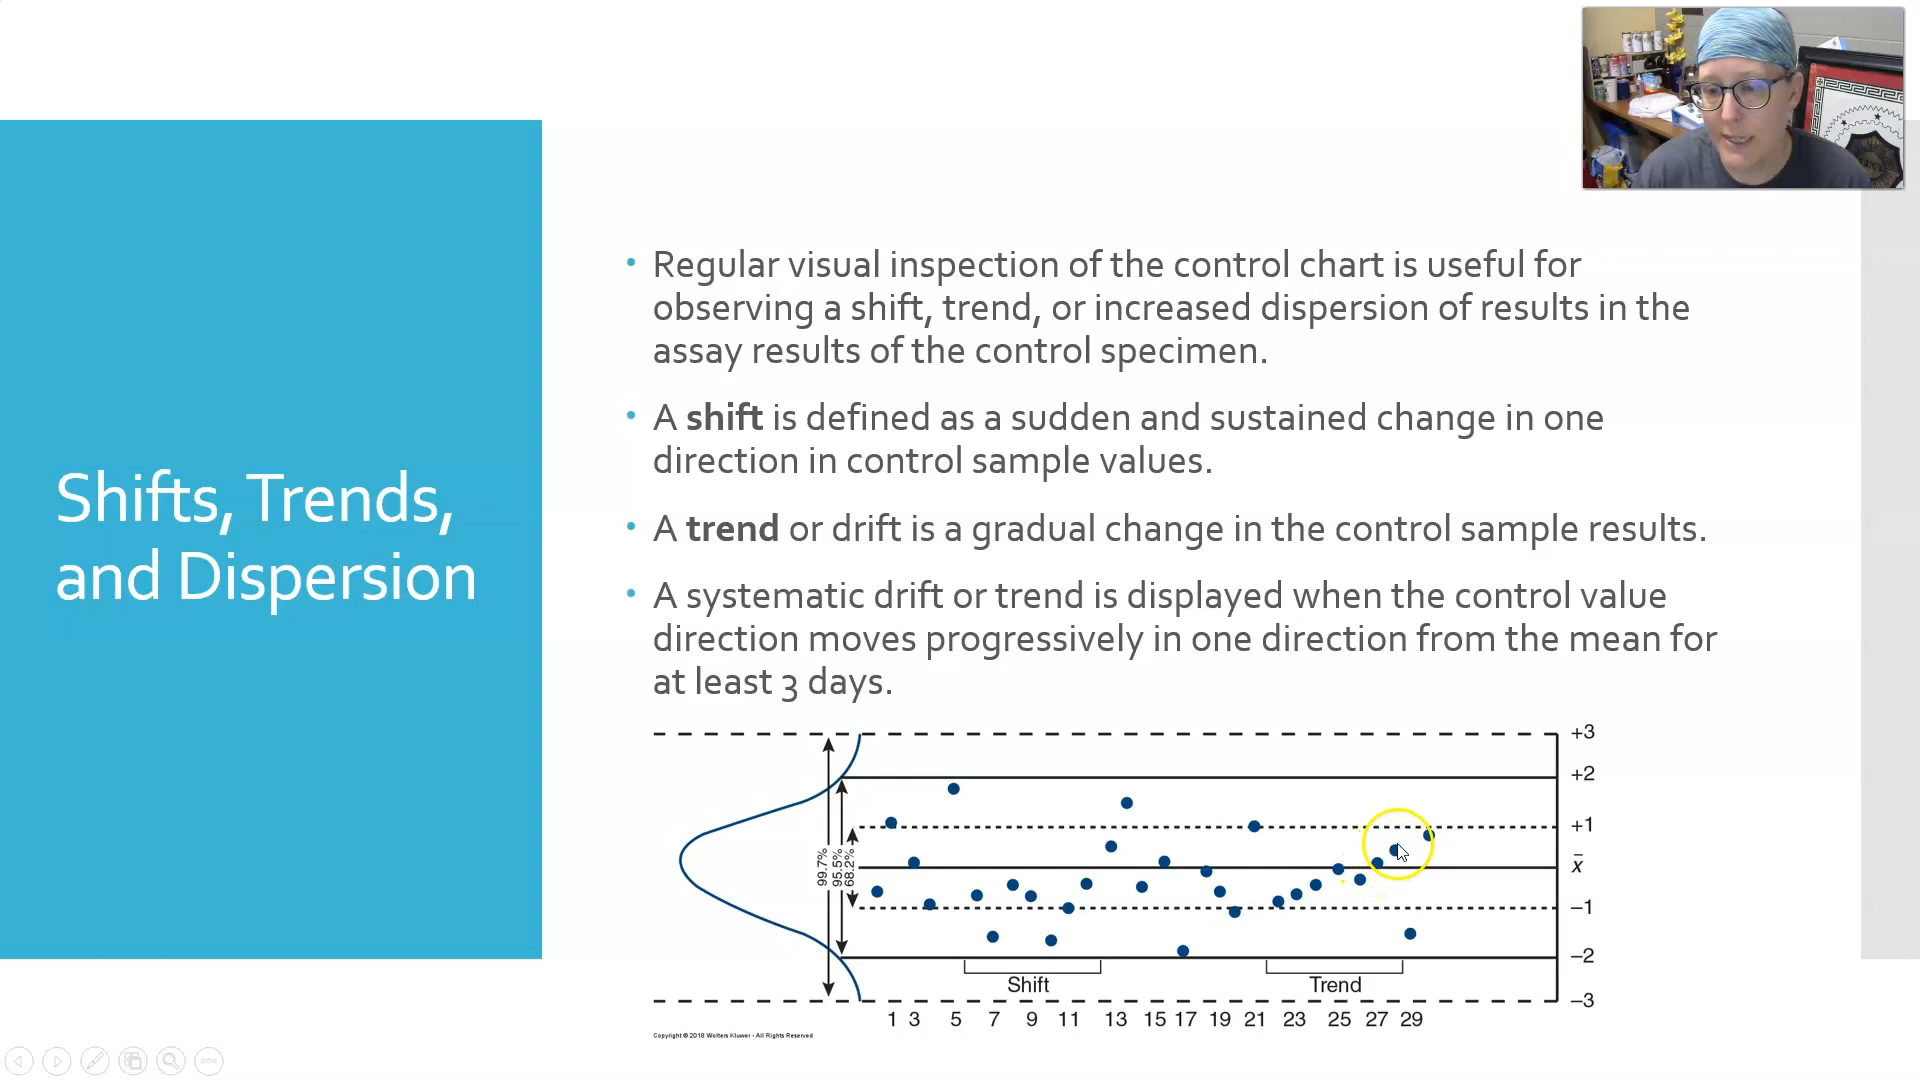 Shifts, Trends,
and Dispersion
• Regular visual inspection of the control chart is useful for
observing a shift, trend, or increased dispersion of results in the
assay results of the control specimen.
• A shift is defined as a sudden and sustained change in one
direction in control sample values.
• A trend or drift is a gradual change in the control sample results.
• A systematic drift or trend is displayed when the control value
direction moves progressively in one direction from the mean for
at least 3 days.
99.7%
95.5%
68.2%
+3
+2
+1
x̄
–1
–2
–3
Shift
Trend
1 3 5 7 9 11 13 15 17 19 21 23 25 27 29
Copyright © 2018 Wolters Kluwer - All Rights Reserved